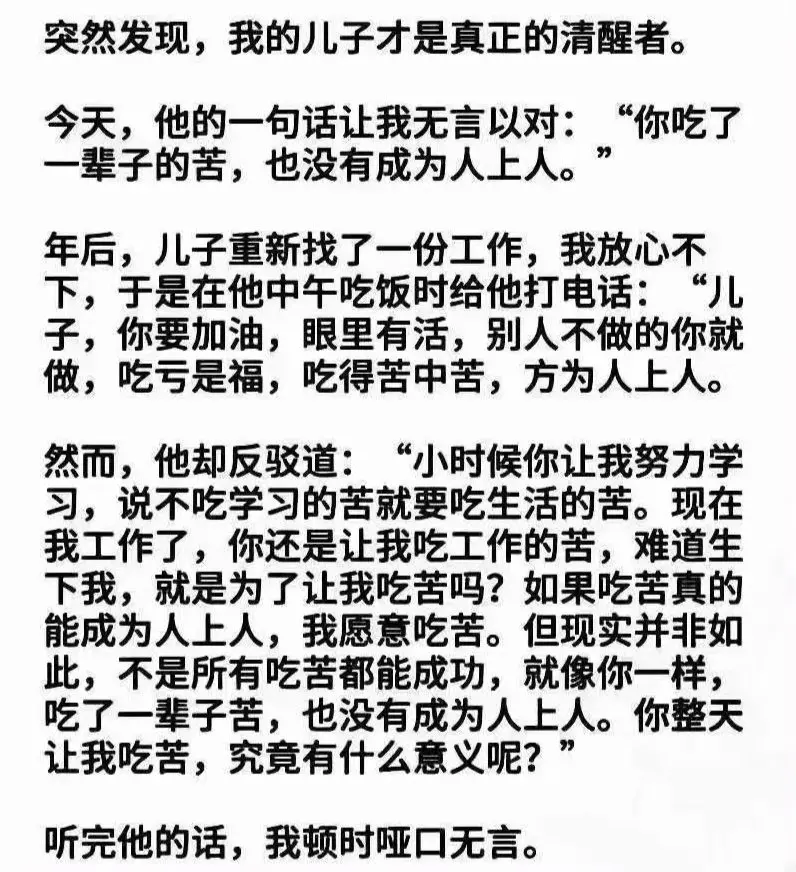 突然发现，我的儿子才是真正的清醒者。
今天，他的一句话让我无言以对：“你吃了
一辈子的苦，也没有成为人上人。”
年后，儿子重新找了一份工作，我放心不
下，于是在他中午吃饭时给他打电话：“儿
子，你要加油，眼里有活，别人不做的你就
做，吃亏是福，吃得苦中苦，方为人上人。
然而，他却反驳道：“小时候你让我努力学
习，说不吃学习的苦就要吃生活的苦。现在
我工作了，你还是让我吃工作的苦，难道生
下我，就是为了让我吃苦吗？如果吃苦真的
能成为人上人，我愿意吃苦。但现实并非如
此，不是所有吃苦都能成功，就像你一样，
吃了一辈子苦，也没有成为人上人。你整天
让我吃苦，究竟有什么意义呢？”
听完他的话，我顿时哑口无言。